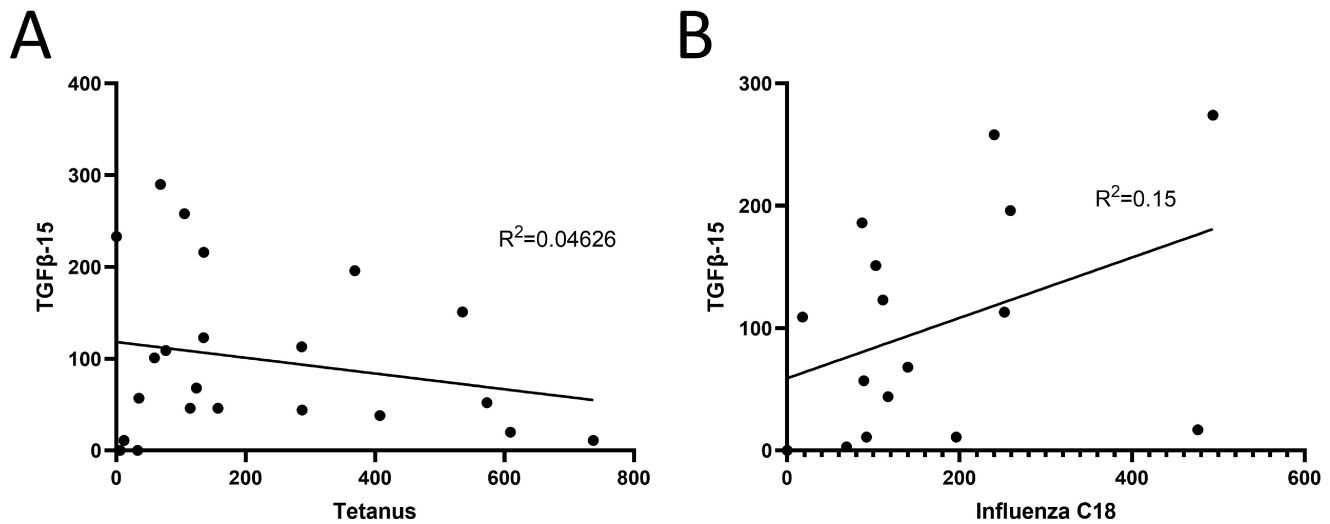 A
400
300
200
100
0
TGFβ-15
R²=0.04626
0 200 400 600 800
Tetanus
B
300
200
100
0
TGFβ-15
R²=0.15
0 200 400 600
Influenza C18